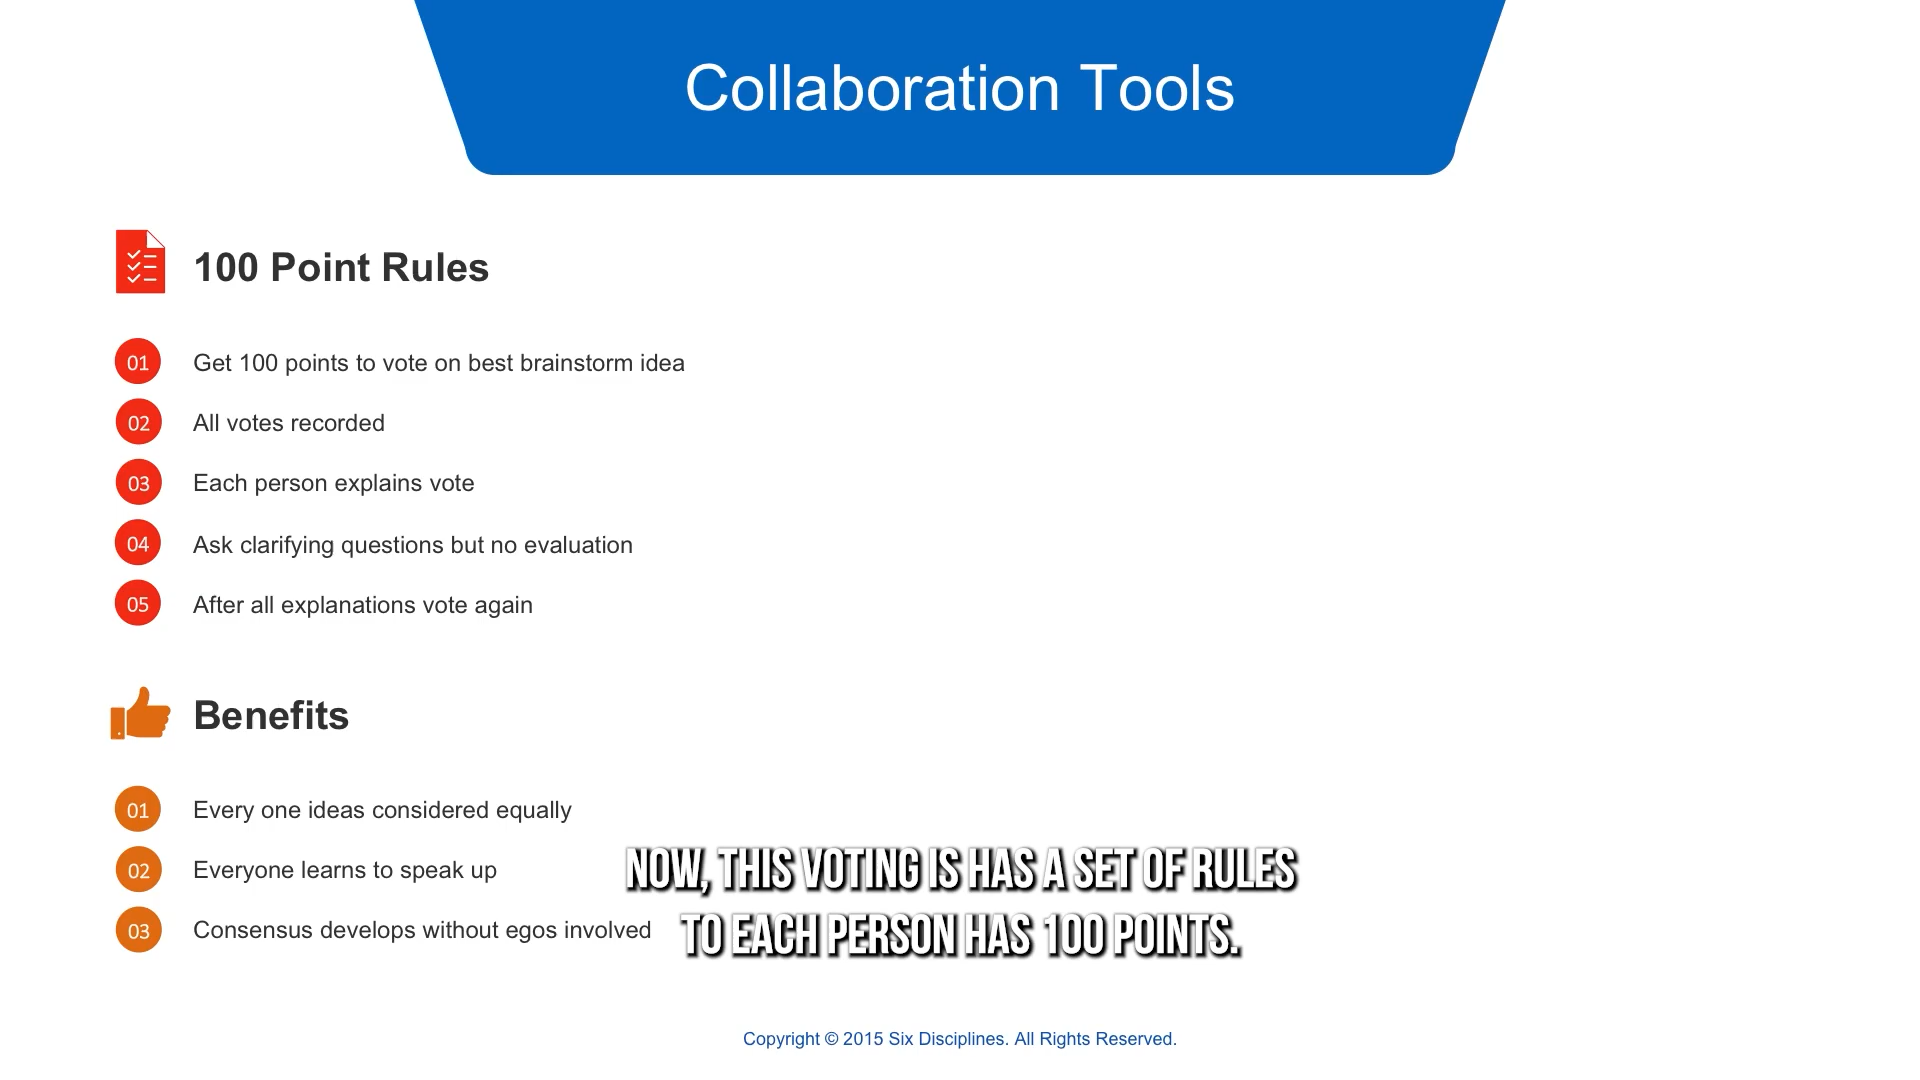 Collaboration Tools
100 Point Rules
01 Get 100 points to vote on best brainstorm idea
02 All votes recorded
03 Each person explains vote
04 Ask clarifying questions but no evaluation
05 After all explanations vote again
Benefits
01 Every one ideas considered equally
02 Everyone learns to speak up
03 Consensus develops without egos involved
NOW, THIS VOTING IS HAS A SET OF RULES
TO EACH PERSON HAS 100 POINTS.
Copyright © 2015 Six Disciplines. All Rights Reserved.